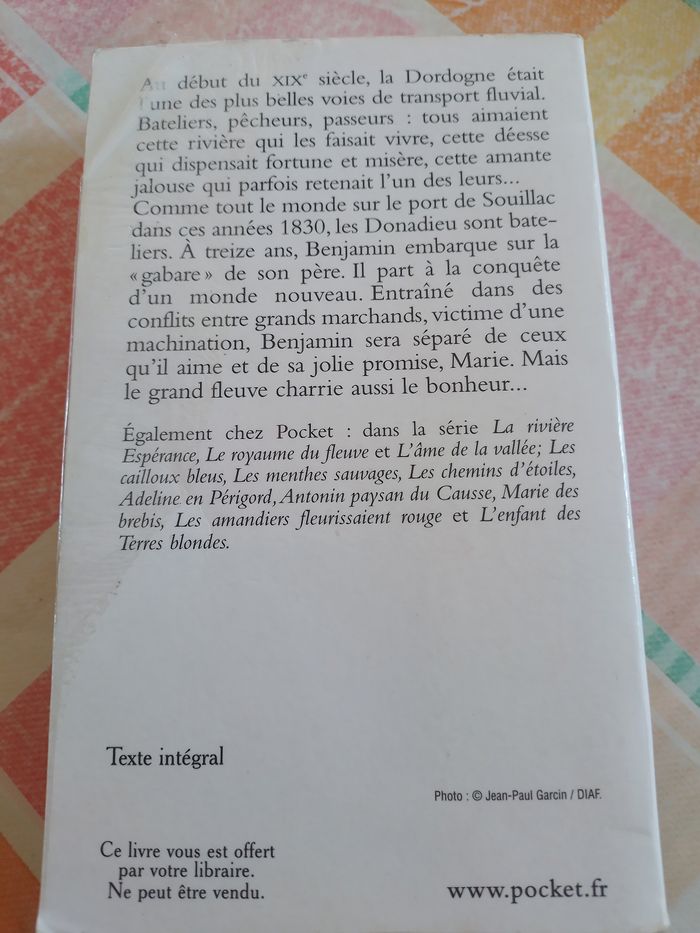 Au début du XIXe siècle, la Dordogne était
l'une des plus belles voies de transport fluvial.
Bateliers, pêcheurs, passeurs : tous aimaient
cette rivière qui les faisait vivre, cette déesse
qui dispensait fortune et misère, cette amante
jalouse qui parfois retenait l'un des leurs...
Comme tout le monde sur le port de Souillac
dans ces années 1830, les Donadieu sont bate-
liers. À treize ans, Benjamin embarque sur la
« gabare » de son père. Il part à la conquête
d'un monde nouveau. Entraîné dans des
conflits entre grands marchands, victime d'une
machination, Benjamin sera séparé de ceux
qu'il aime et de sa jolie promise, Marie. Mais
le grand fleuve charrie aussi le bonheur...
Également chez Pocket : dans la série La rivière
Espérance, Le royaume du fleuve et L'âme de la vallée; Les
cailloux bleus, Les menthes sauvages, Les chemins d'étoiles,
Adeline en Périgord, Antonin paysan du Causse, Marie des
brebis, Les amandiers fleurissaient rouge et L'enfant des
Terres blondes.
Texte intégral
Photo : © Jean-Paul Garcin / DIAF.
Ce livre vous est offert
par votre libraire.
Ne peut être vendu.
www.pocket.fr